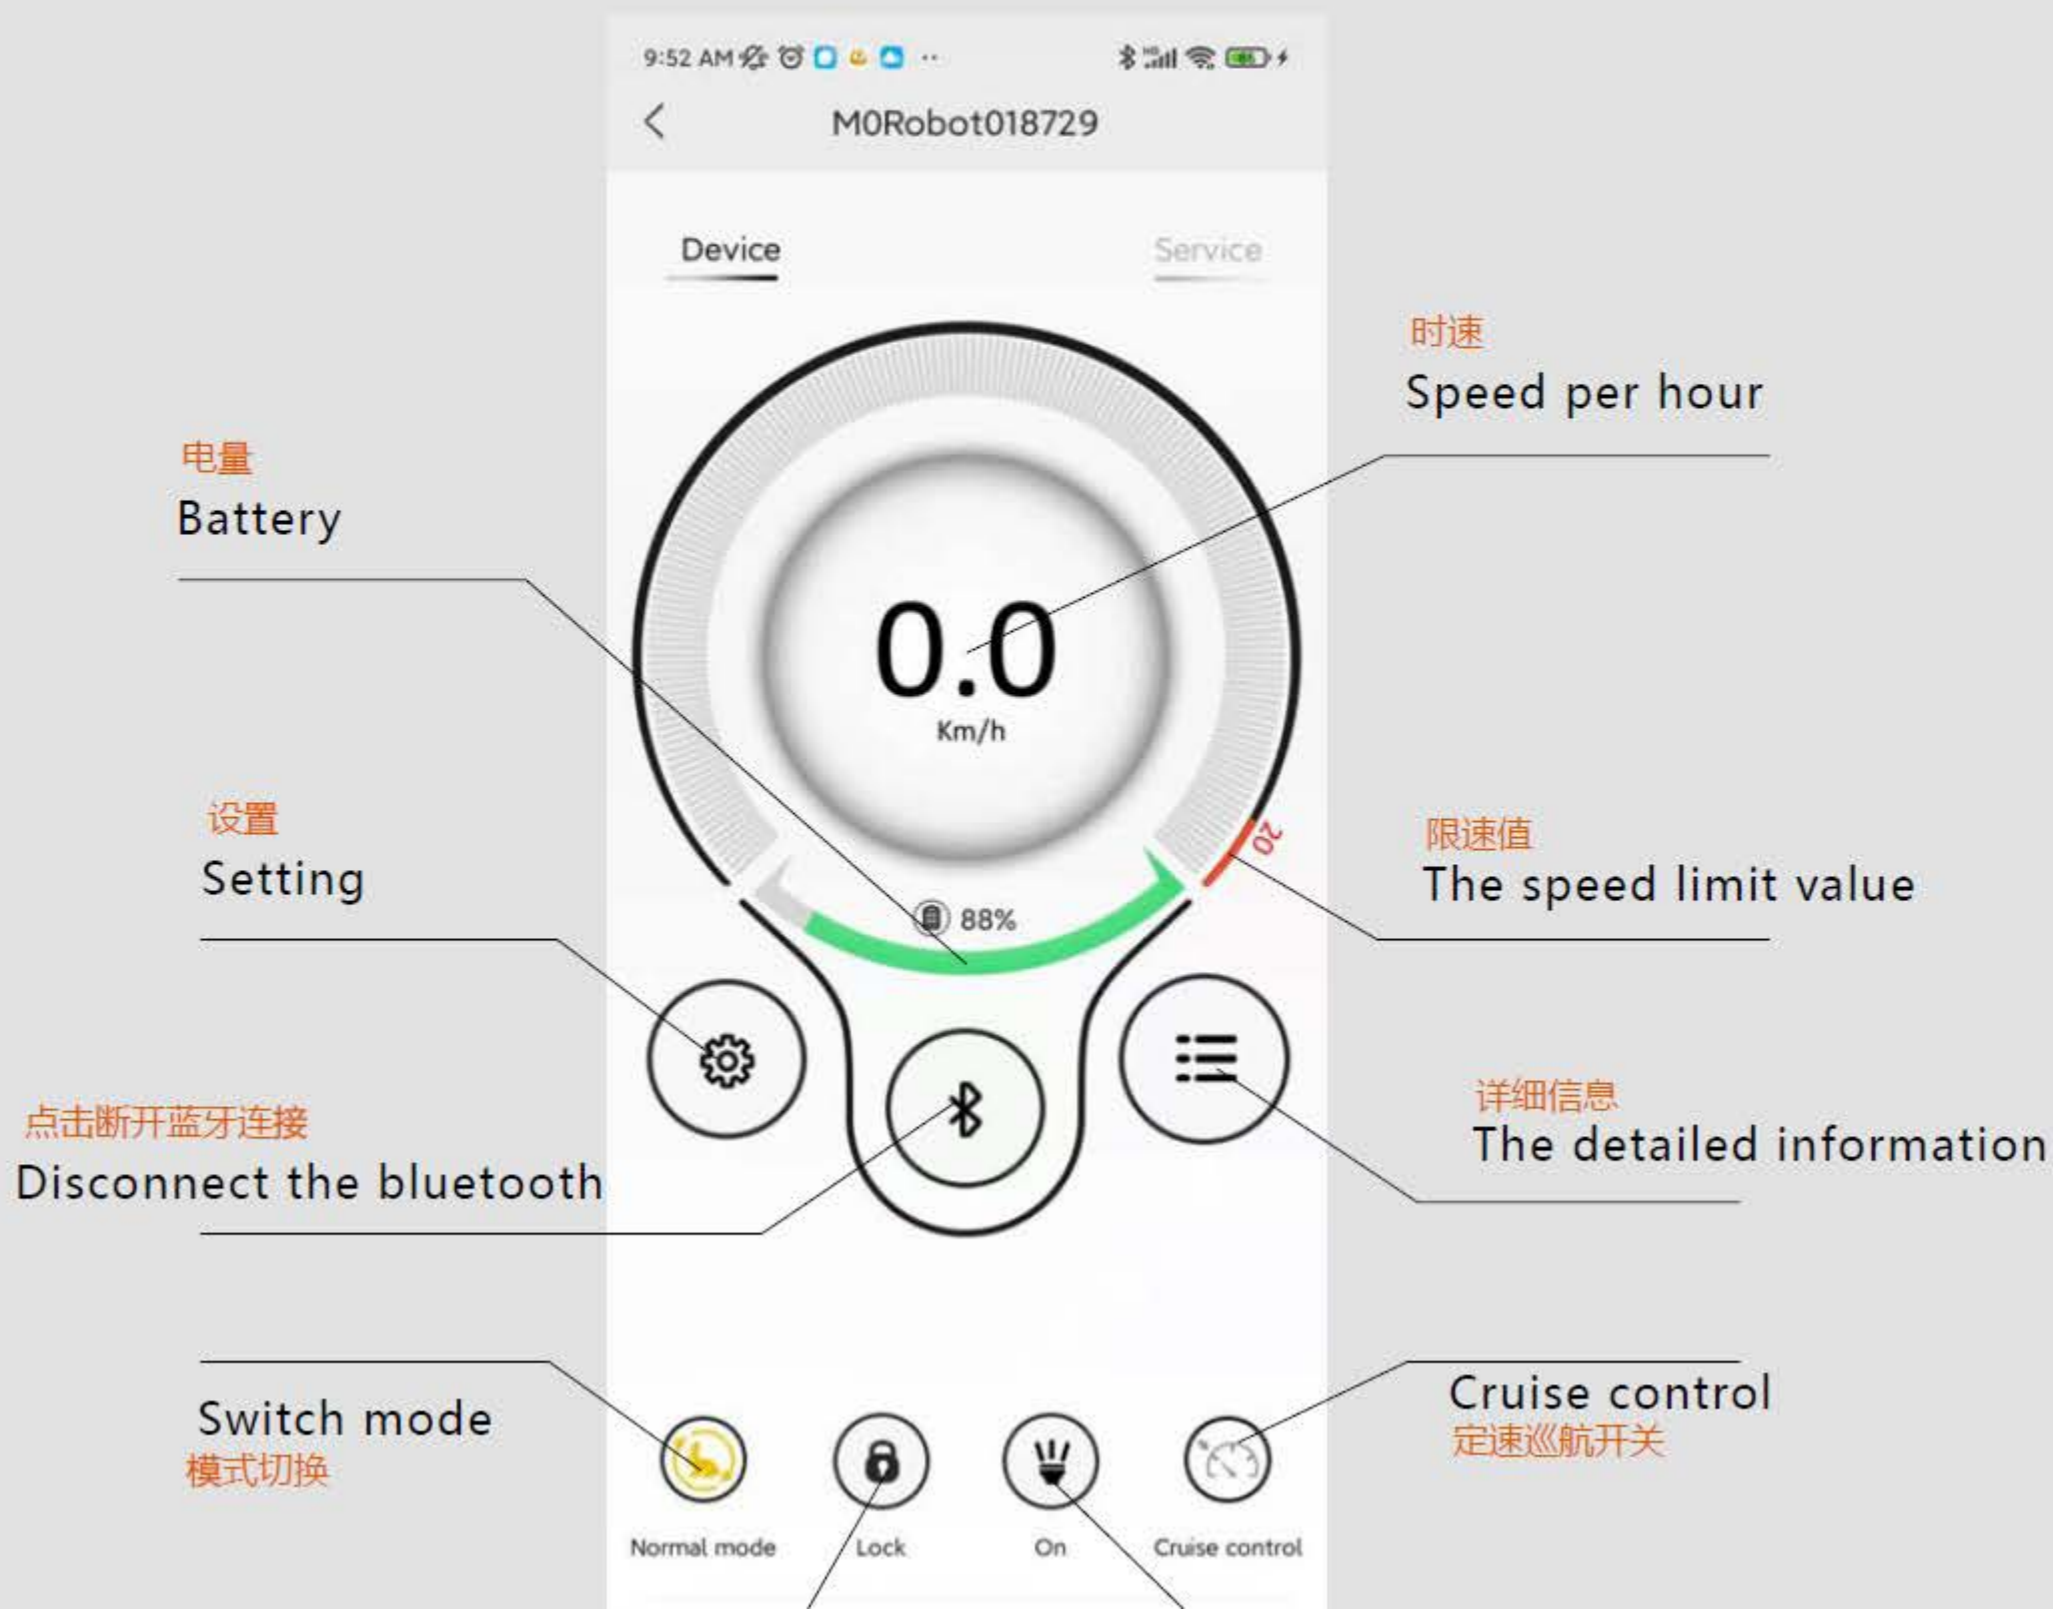 9:52 AM
M0Robot018729
Device
Service
时速
Speed per hour
电量
Battery
0.0
Km/h
设置
Setting
20
限速值
The speed limit value
88%
点击断开蓝牙连接
Disconnect the bluetooth
详细信息
The detailed information
Switch mode
模式切换
Cruise control
定速巡航开关
Normal mode
Lock
On
Cruise control